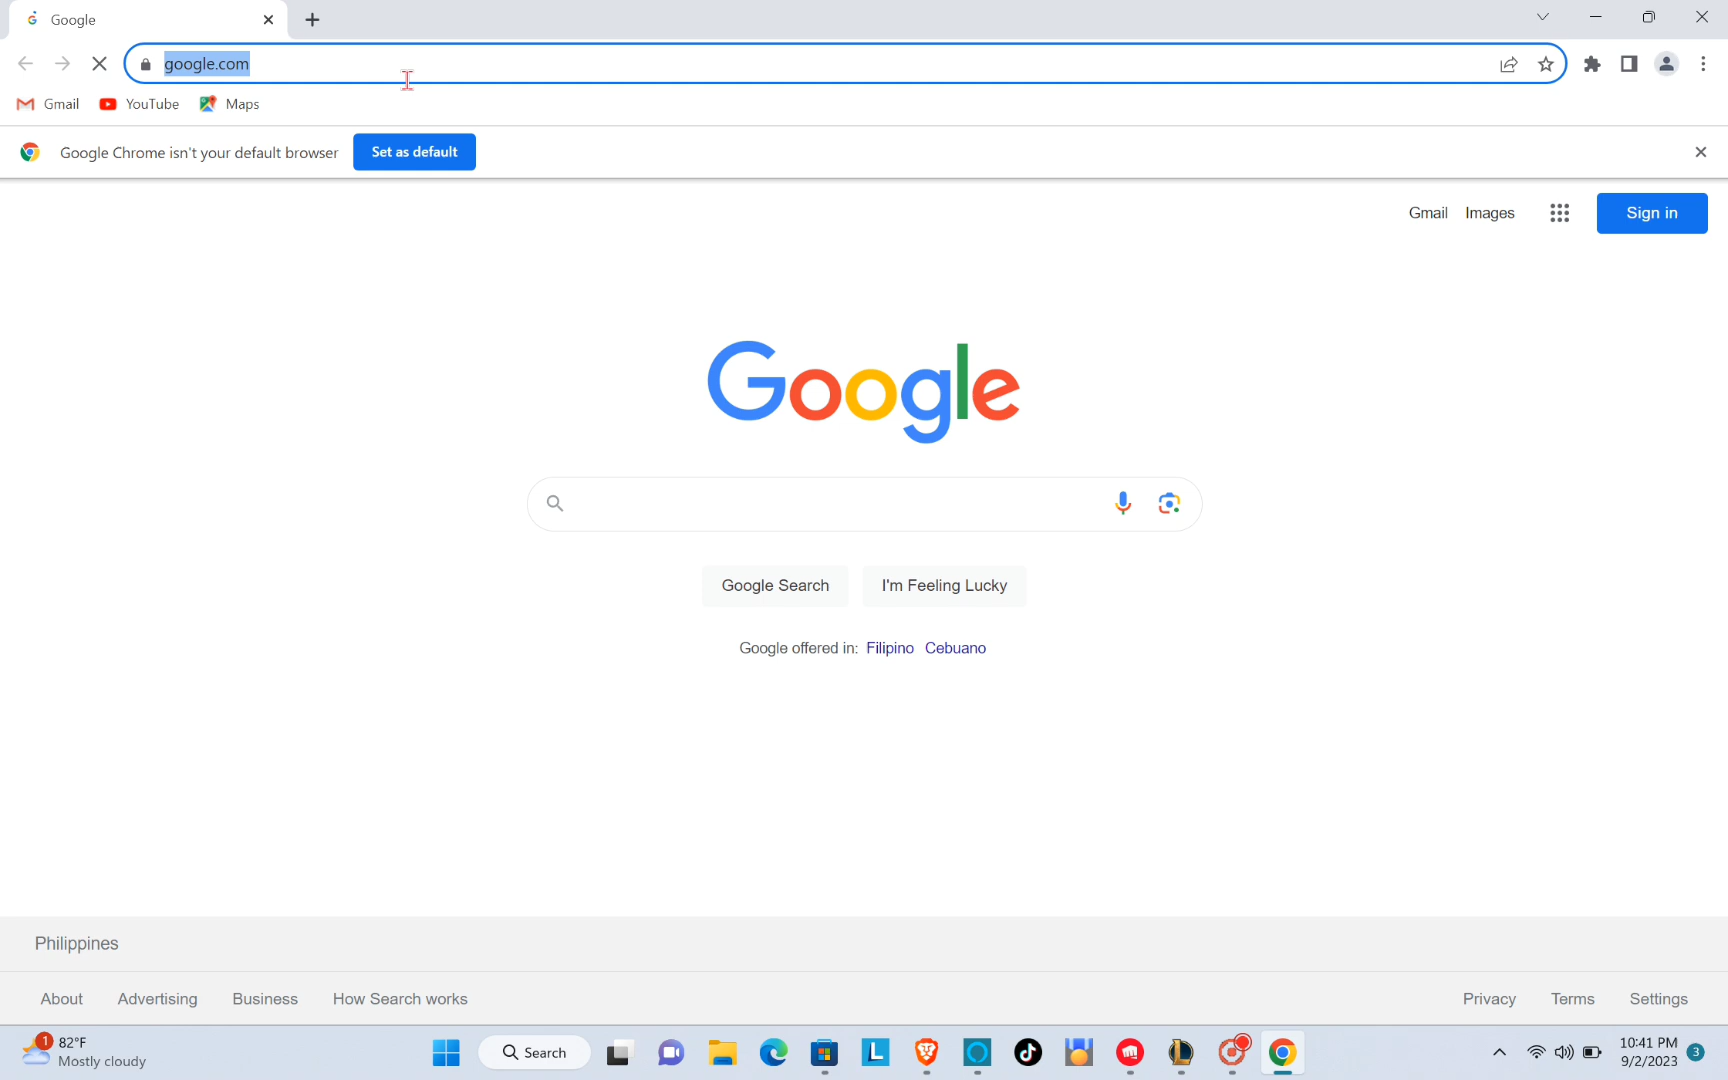 Google
google.com
Gmail YouTube Maps
Google Chrome isn't your default browser Set as default
Gmail Images Sign in
Google
Google Search I'm Feeling Lucky
Google offered in: Filipino Cebuano
Philippines
About Advertising Business How Search works Privacy Terms Settings
1 82°F
Mostly cloudy
Search
L
10:41 PM
9/2/2023
3